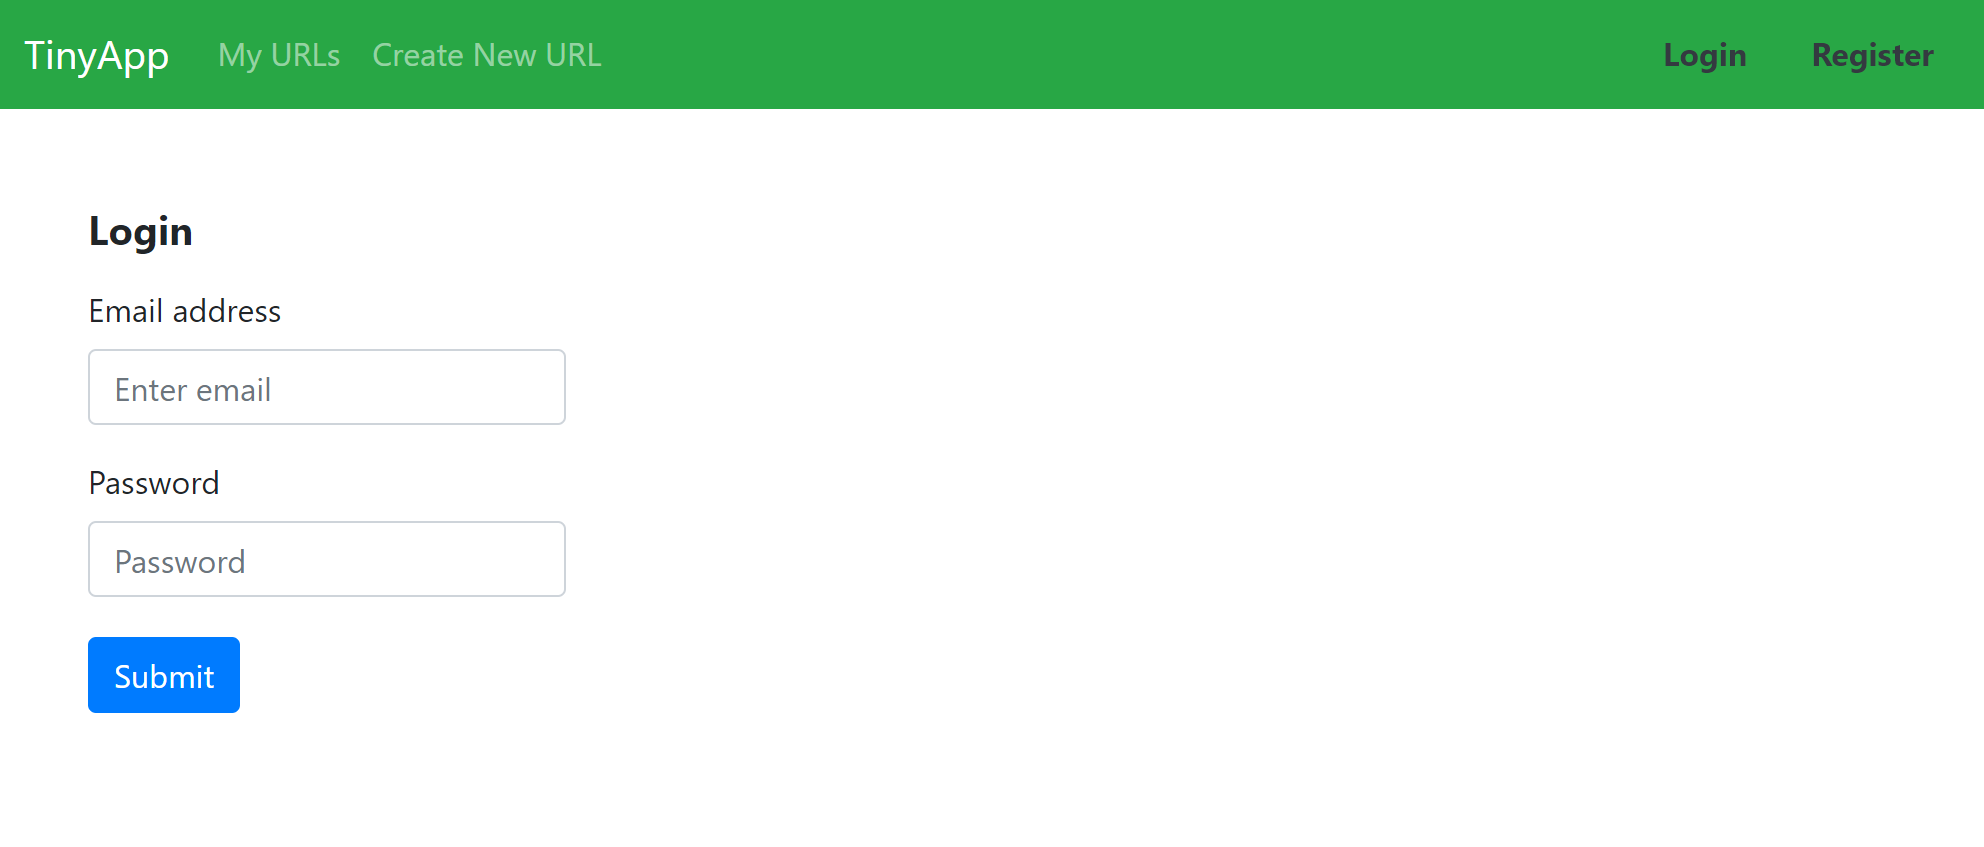 TinyApp My URLs Create New URL Login Register
Login
Email address
Enter email
Password
Password
Submit